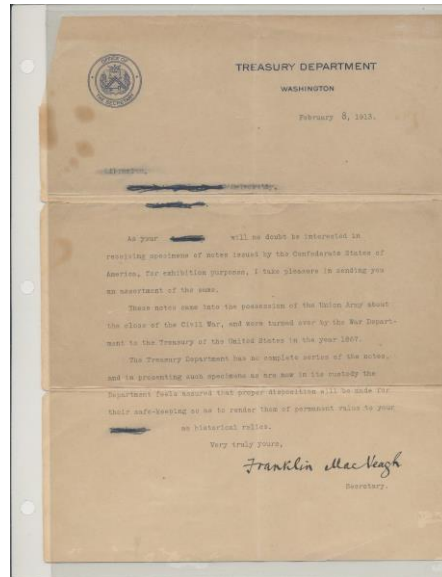 OFFICE OF
THE SECRETARY
TREASURY DEPARTMENT
WASHINGTON
February 8, 1913.
As your will no doubt be interested in
receiving specimens of notes issued by the Confederate States of
America, for exhibition purposes, I take pleasure in sending you
an assortment of the same.
These notes came into the possession of the Union Army about
the close of the Civil War, and were turned over by the War Depart-
ment to the Treasury of the United States in the year 1867.
The Treasury Department has no complete series of the notes,
and in presenting such specimens as are now in its custody the
Department feels assured that proper disposition will be made for
their safe-keeping so as to render them of permanent value to your
as historical relics.
Very truly yours,
Franklin MacVeagh
Secretary.